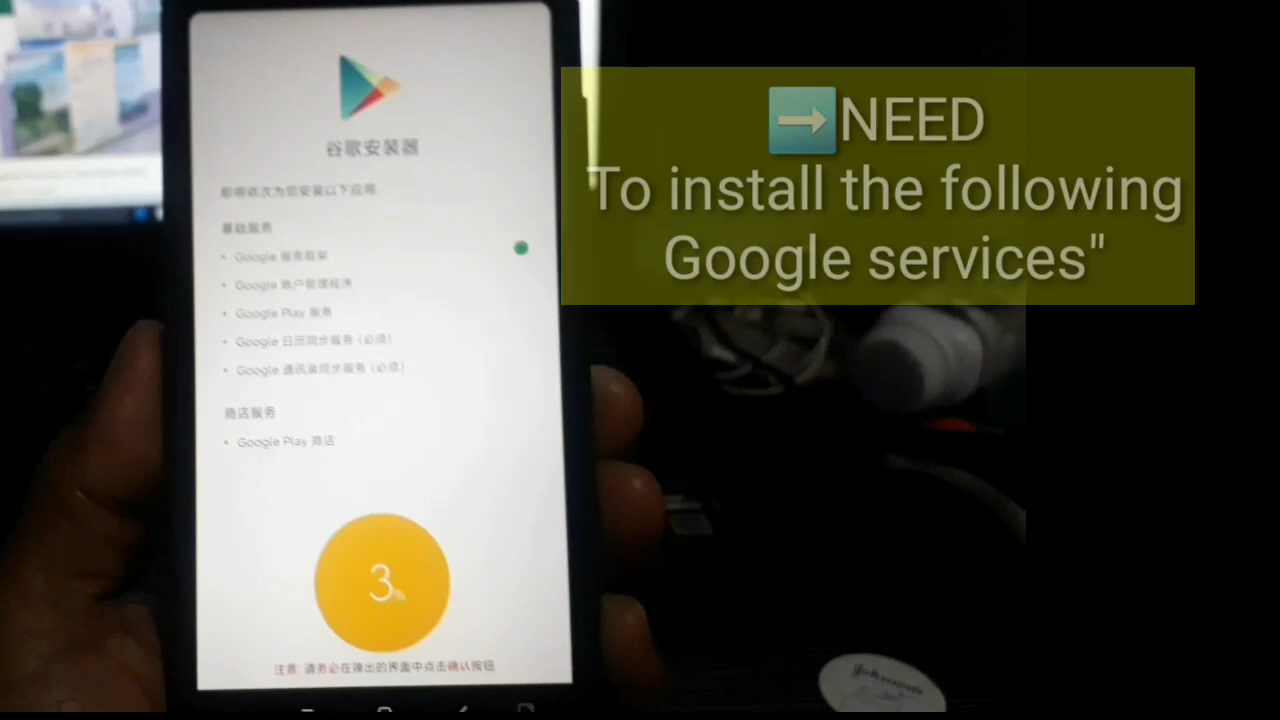 谷歌安装器
即将依次为您安装以下应用
基础服务
• Google 服务框架
• Google 账户管理程序
• Google Play 服务
• Google 日历同步服务 (必须)
• Google 通讯录同步服务 (必须)
商店服务
• Google Play 商店
3
注意: 请务必在弹出的界面中点击确认按钮
➡️NEED
To install the following
Google services"
Johnson's